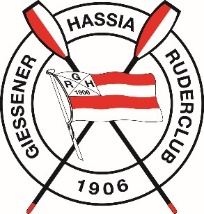 GIESSENER
HASSIA
RUDERCLUB
1906
G
R H
1906